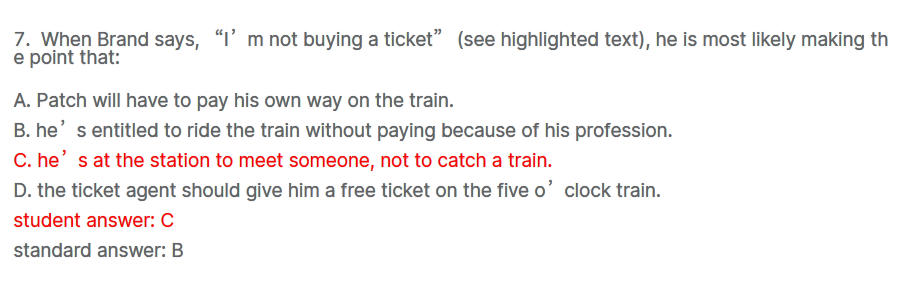 7. When Brand says, “I’m not buying a ticket” (see highlighted text), he is most likely making th
e point that:
A. Patch will have to pay his own way on the train.
B. he’s entitled to ride the train without paying because of his profession.
C. he’s at the station to meet someone, not to catch a train.
D. the ticket agent should give him a free ticket on the five o’clock train.
student answer: C
standard answer: B